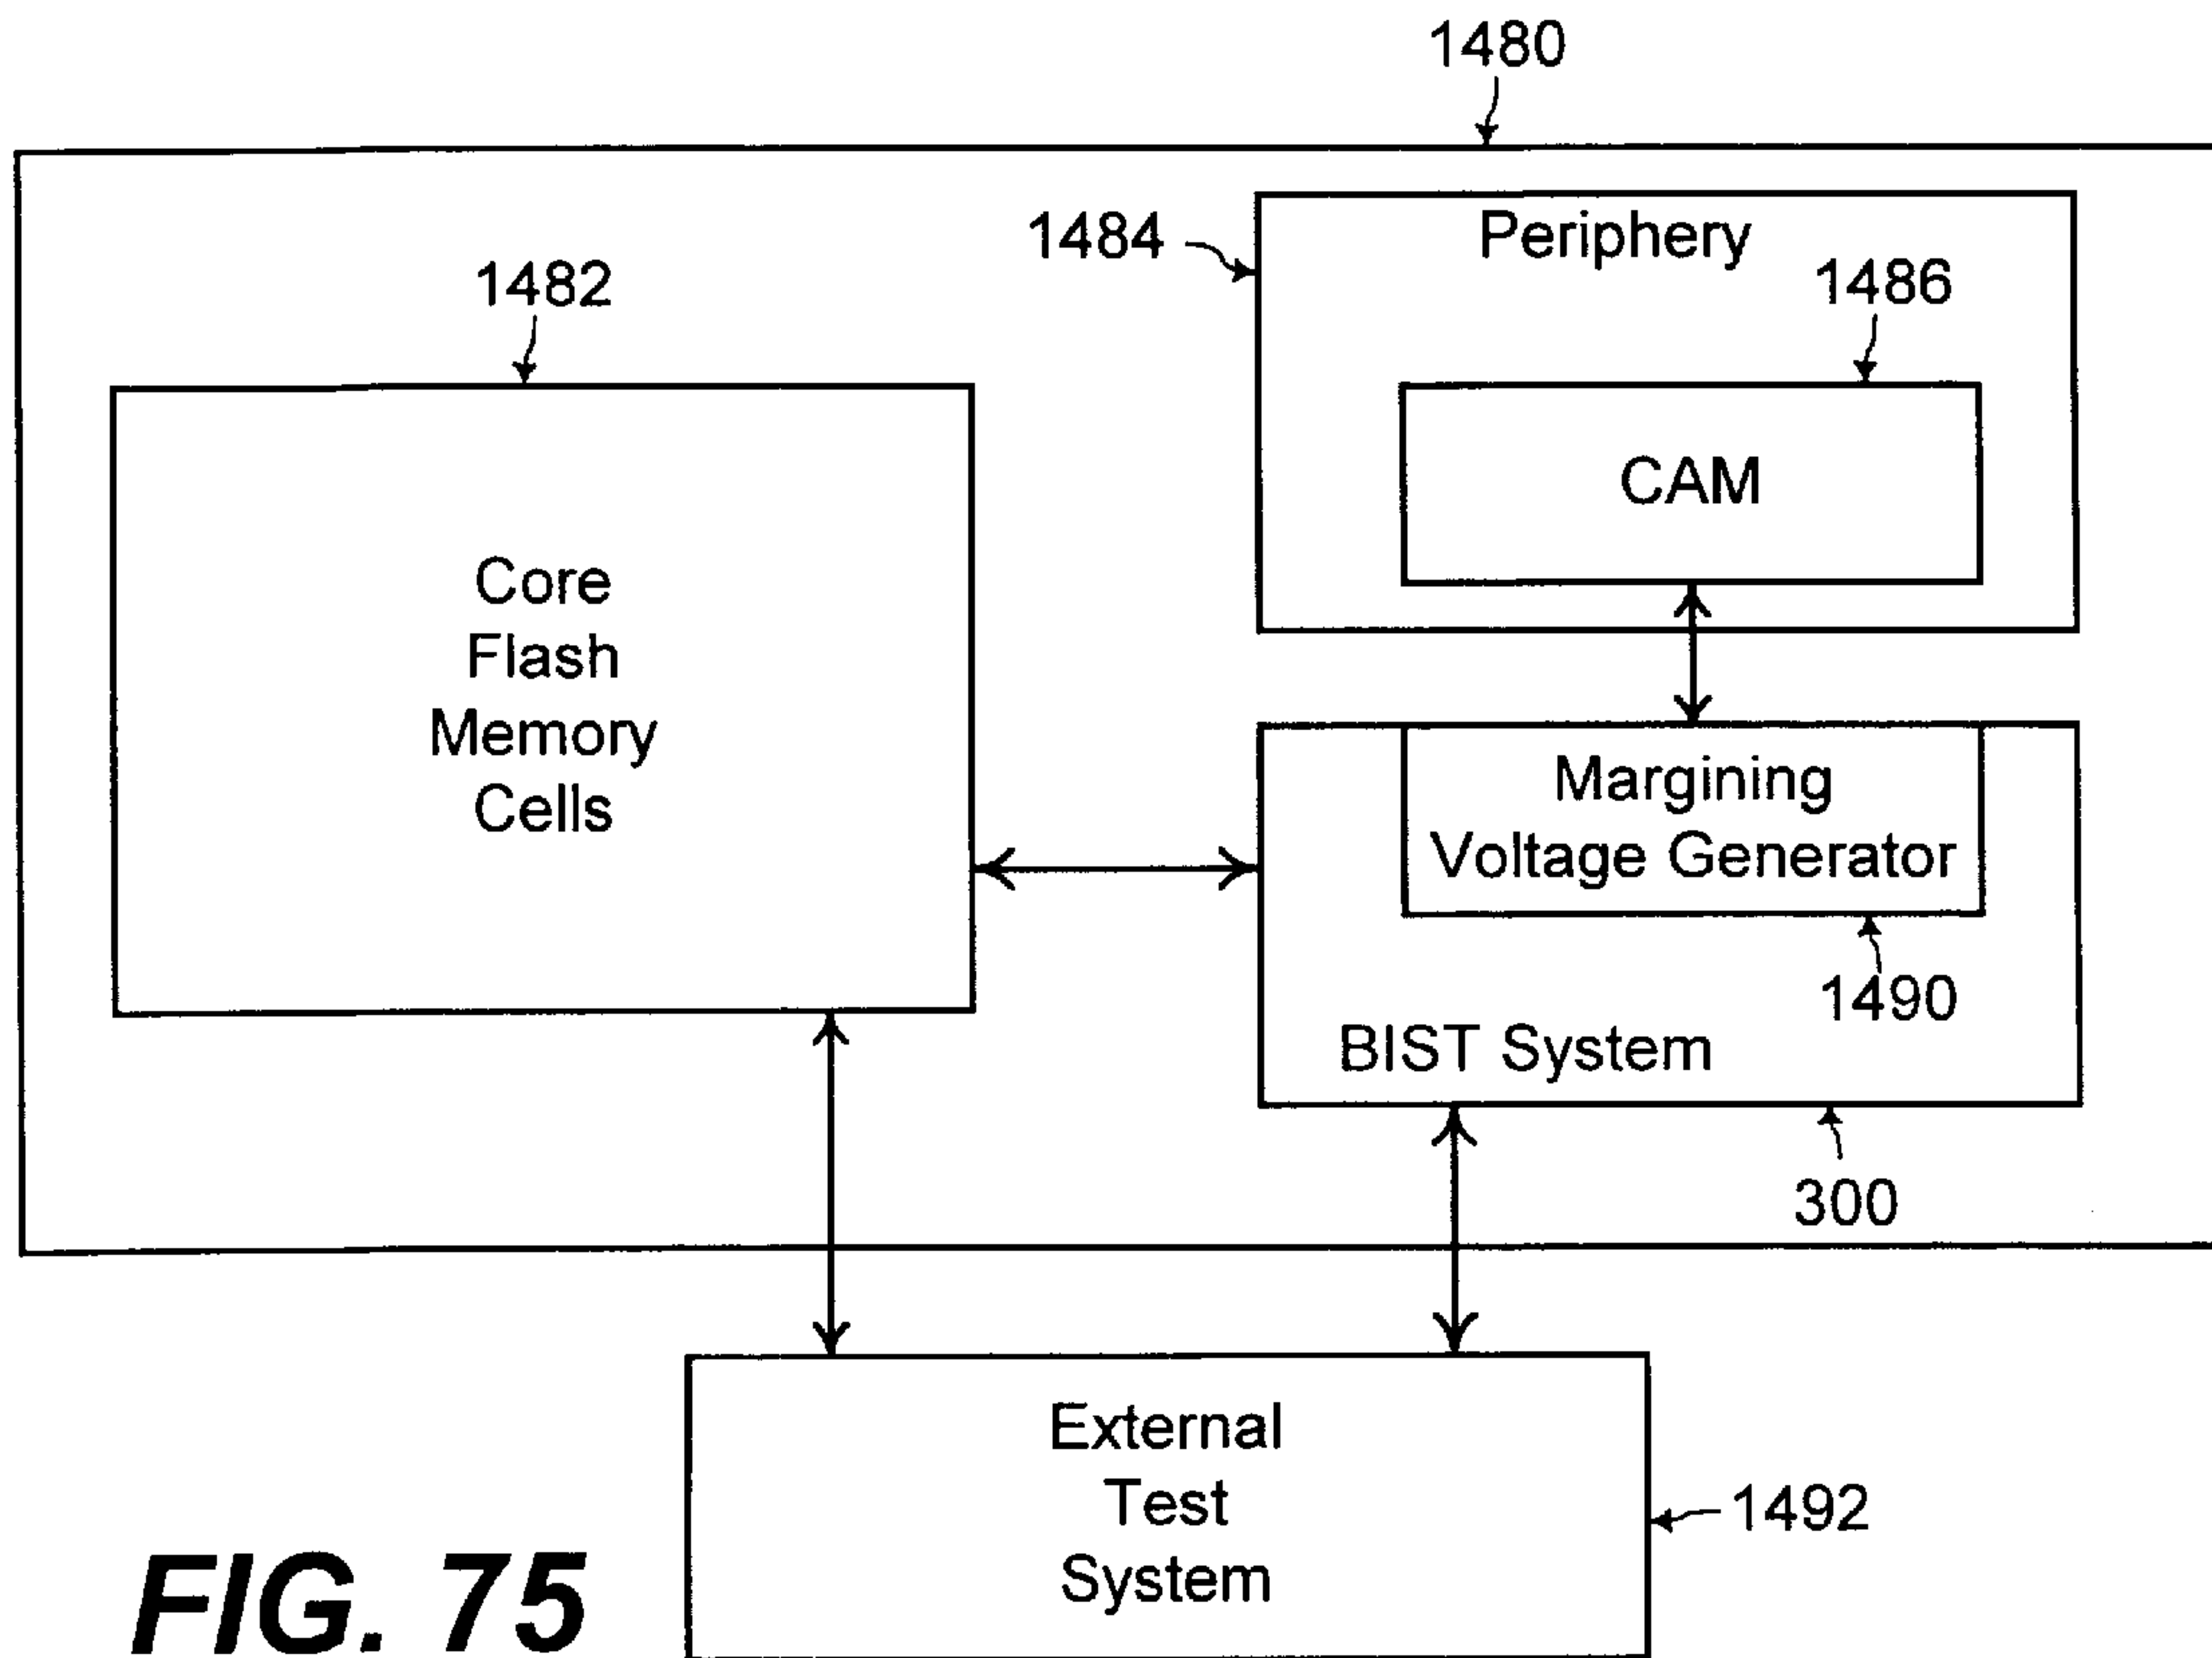 1480
1484
Periphery
1482
1486
CAM
Core
Flash
Memory
Cells
Margining
Voltage Generator
1490
BIST System
300
External
Test
System
1492
FIG. 75